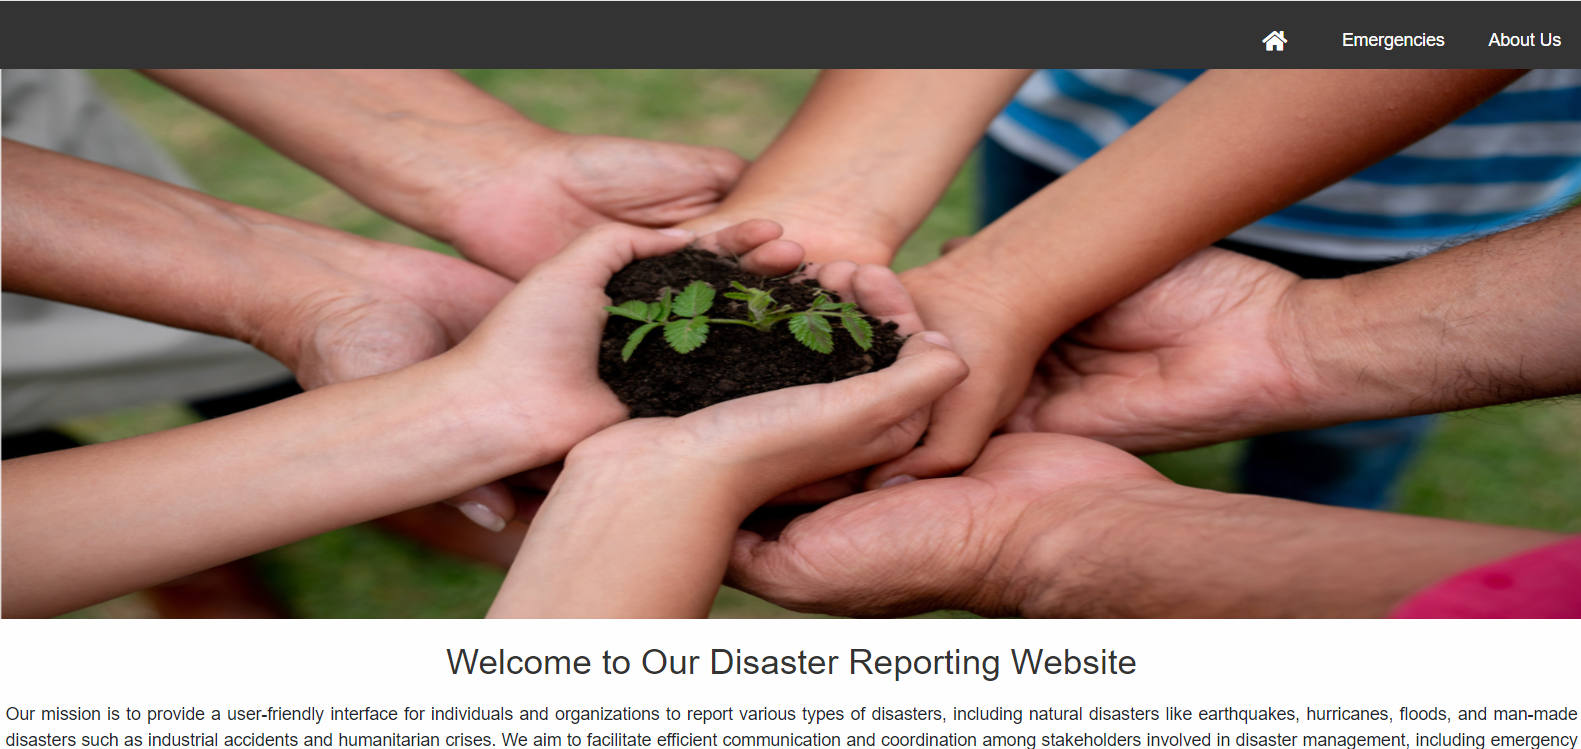 Emergencies About Us
Welcome to Our Disaster Reporting Website
Our mission is to provide a user-friendly interface for individuals and organizations to report various types of disasters, including natural disasters like earthquakes, hurricanes, floods, and man-made
disasters such as industrial accidents and humanitarian crises. We aim to facilitate efficient communication and coordination among stakeholders involved in disaster management, including emergency